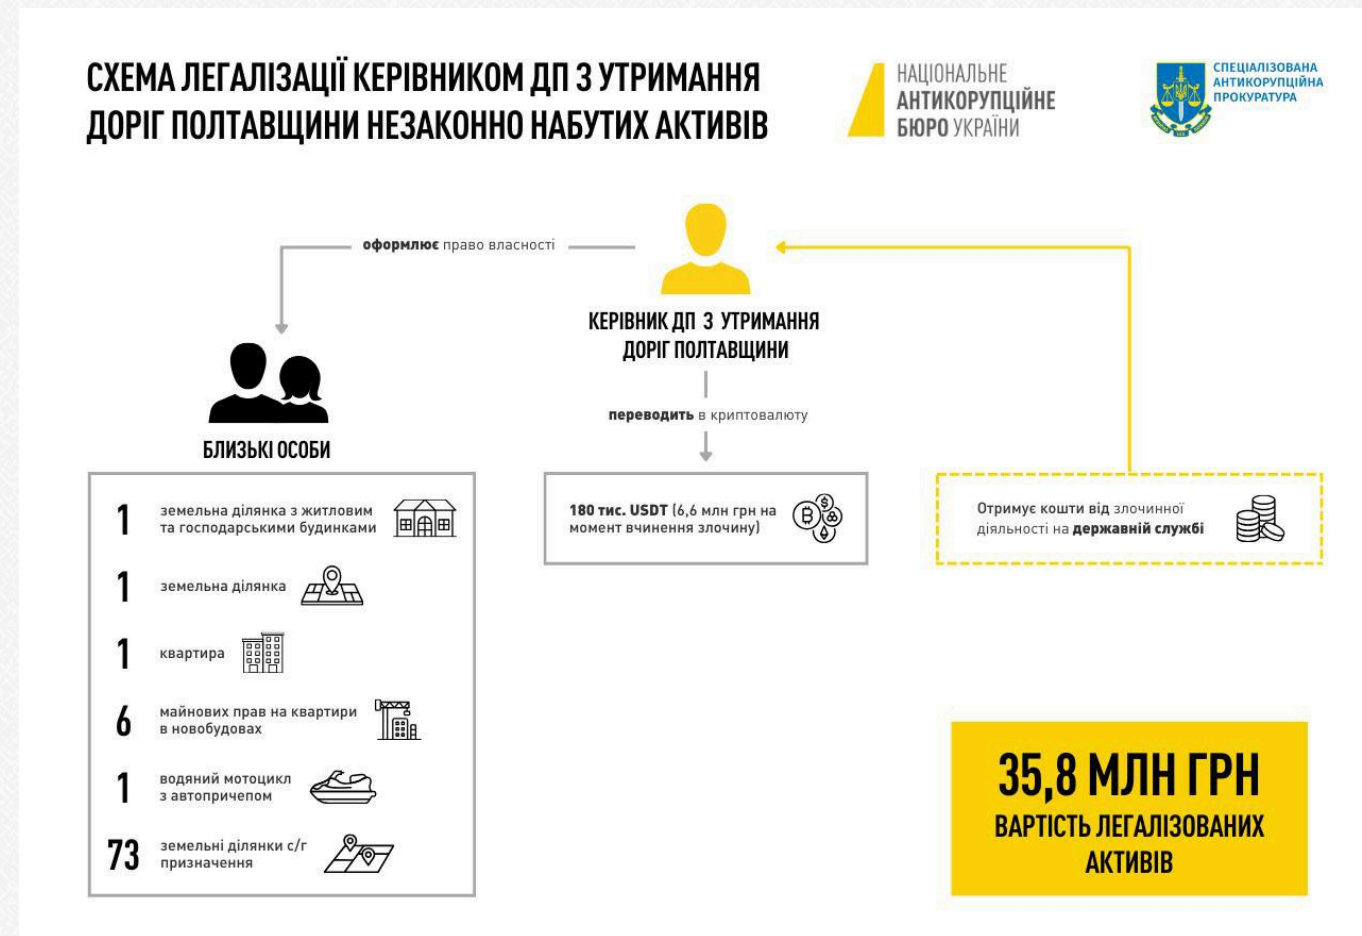 СХЕМА ЛЕГАЛІЗАЦІЇ КЕРІВНИКОМ ДП З УТРИМАННЯ
ДОРІГ ПОЛТАВЩИНИ НЕЗАКОННО НАБУТИХ АКТИВІВ
НАЦІОНАЛЬНЕ
АНТИКОРУПЦІЙНЕ
БЮРО УКРАЇНИ
СПЕЦІАЛІЗОВАНА
АНТИКОРУПЦІЙНА
ПРОКУРАТУРА
оформлює право власності
КЕРІВНИК ДП З УТРИМАННЯ
ДОРІГ ПОЛТАВЩИНИ
переводить в криптовалюту
БЛИЗЬКІ ОСОБИ
1 земельна ділянка з житловим
та господарськими будинками
1 земельна ділянка
1 квартира
6 майнових прав на квартири
в новобудовах
1 водяний мотоцикл
з автопричепом
73 земельні ділянки с/г
призначення
180 тис. USDT (6,6 млн грн на
момент вчинення злочину)
Отримує кошти від злочинної
діяльності на державній службі
35,8 МЛН ГРН
ВАРТІСТЬ ЛЕГАЛІЗОВАНИХ
АКТИВІВ